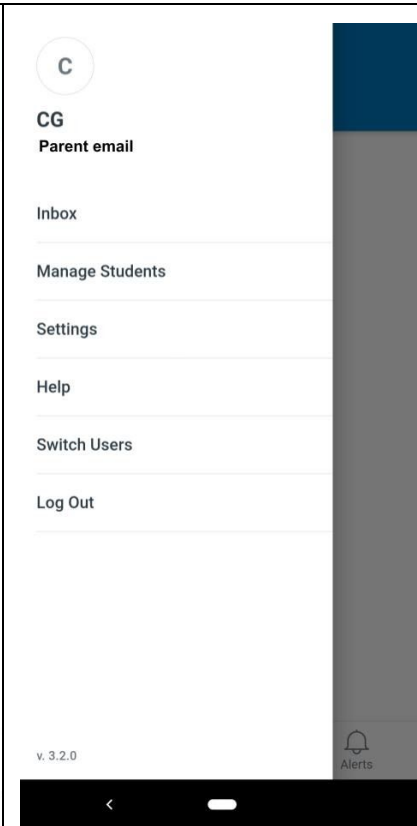 C
CG
Parent email
Inbox
Manage Students
Settings
Help
Switch Users
Log Out
v. 3.2.0
Alerts